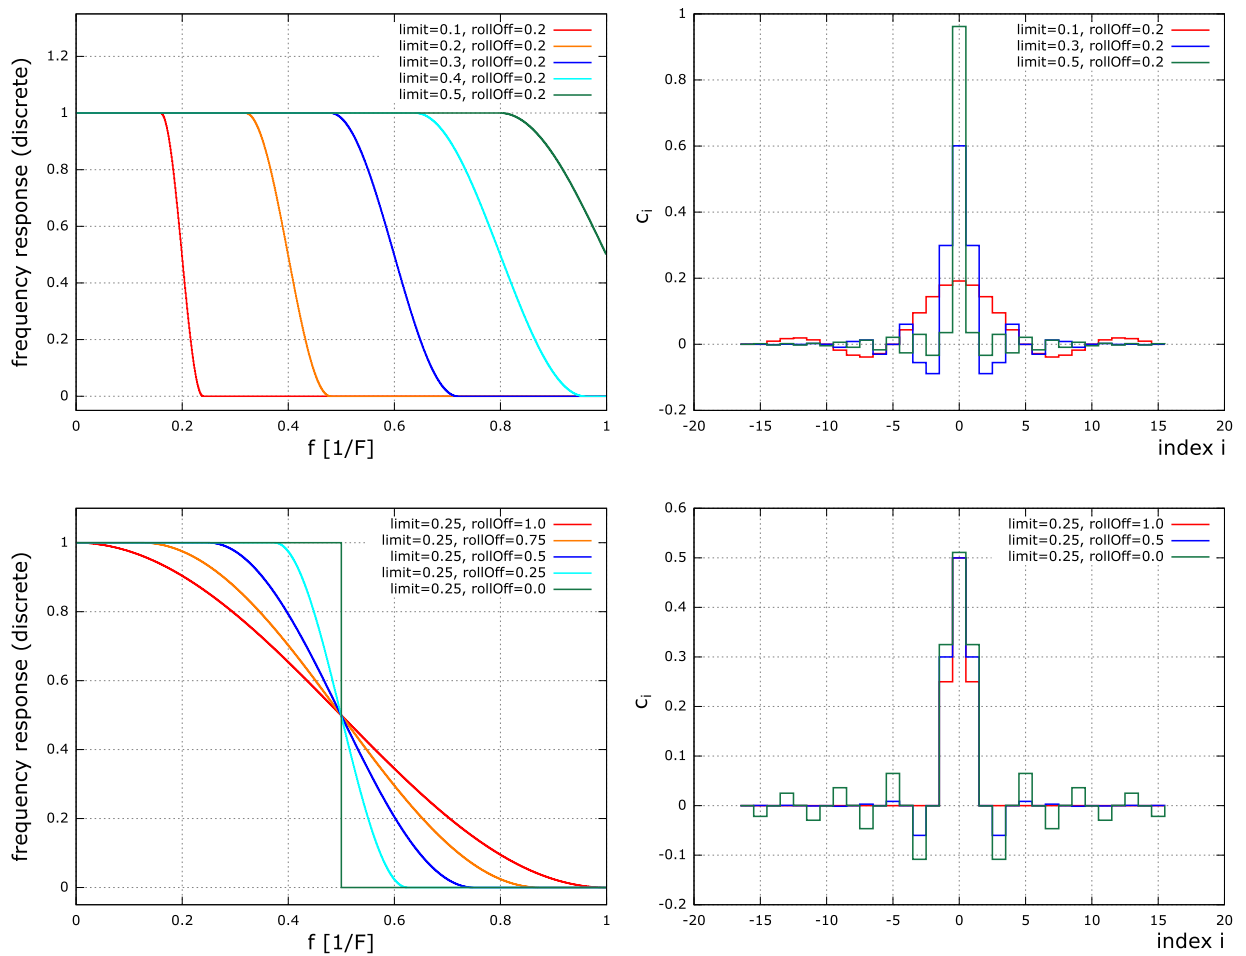 frequency response (discrete)
1.2
1
0.8
0.6
0.4
0.2
0
limit=0.1, rollOff=0.2
limit=0.2, rollOff=0.2
limit=0.3, rollOff=0.2
limit=0.4, rollOff=0.2
limit=0.5, rollOff=0.2
0 0.2 0.4 0.6 0.8 1
f [1/F]
c_i
1
0.8
0.6
0.4
0.2
0
-0.2
limit=0.1, rollOff=0.2
limit=0.3, rollOff=0.2
limit=0.5, rollOff=0.2
-20 -15 -10 -5 0 5 10 15 20
index i
frequency response (discrete)
1
0.8
0.6
0.4
0.2
0
limit=0.25, rollOff=1.0
limit=0.25, rollOff=0.75
limit=0.25, rollOff=0.5
limit=0.25, rollOff=0.25
limit=0.25, rollOff=0.0
0 0.2 0.4 0.6 0.8 1
f [1/F]
c_i
0.6
0.5
0.4
0.3
0.2
0.1
0
-0.1
-0.2
limit=0.25, rollOff=1.0
limit=0.25, rollOff=0.5
limit=0.25, rollOff=0.0
-20 -15 -10 -5 0 5 10 15 20
index i